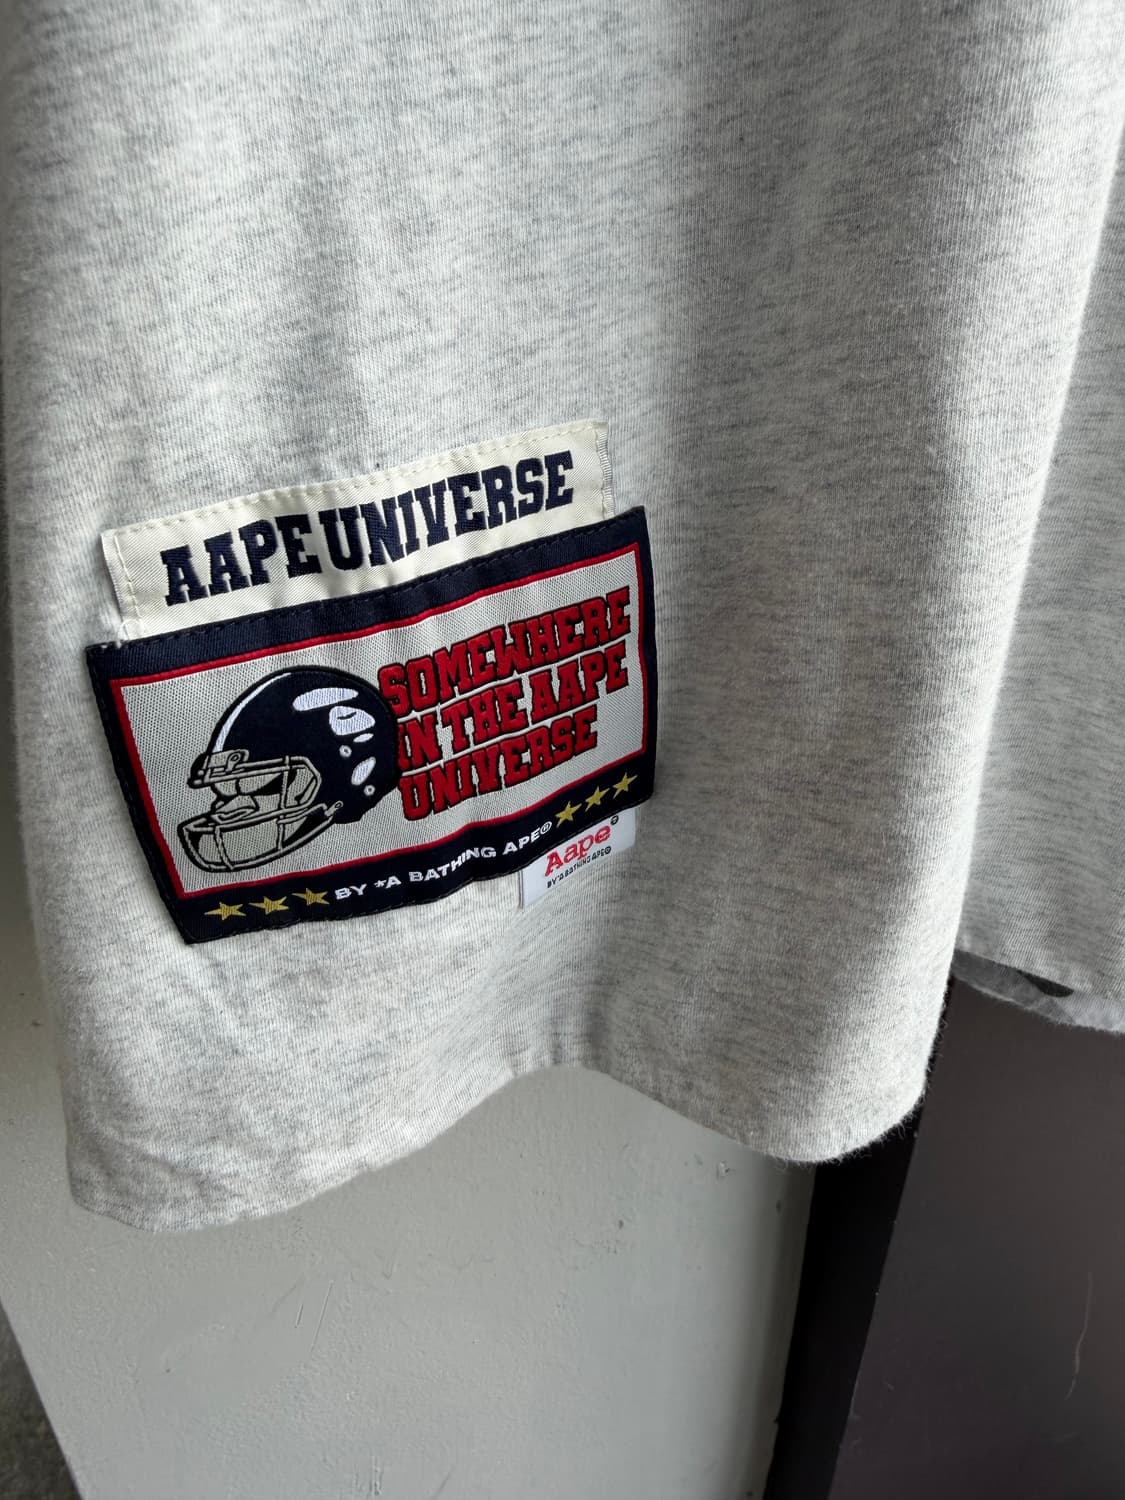 AAPE UNIVERSE
SOMEWHERE
IN THE AAPE
UNIVERSE
BY *A BATHING APE®
Aape®
BY *A BATHING APE®